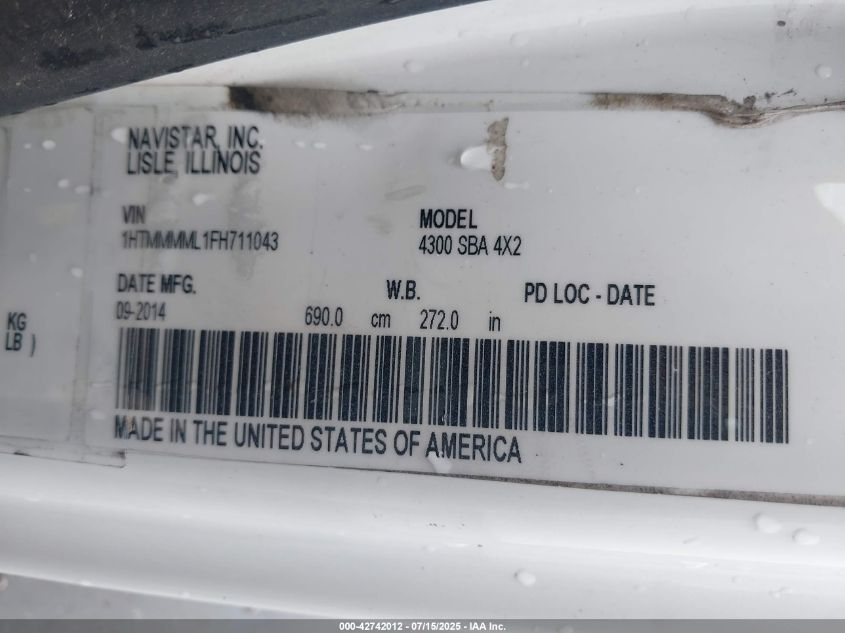 NAVISTAR, INC.
LISLE, ILLINOIS
VIN
1HTMMMML1FH711043
MODEL
4300 SBA 4X2
DATE MFG.
09-2014
W.B.
690.0 cm 272.0 in
PD LOC - DATE
KG
LB )
MADE IN THE UNITED STATES OF AMERICA
000-42742012 - 07/15/2025 - IAA Inc.